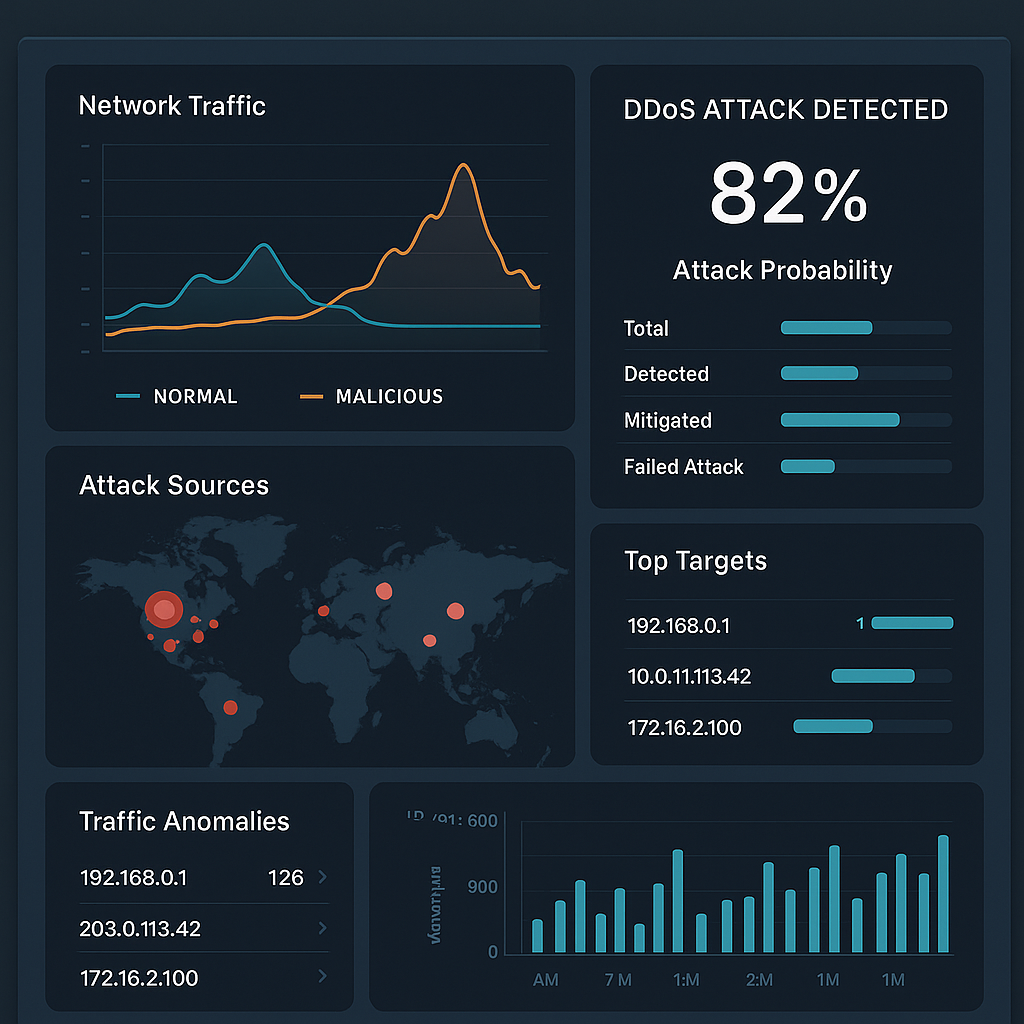 Network Traffic
NORMAL
MALICIOUS
DDoS ATTACK DETECTED
82%
Attack Probability
Total
Detected
Mitigated
Failed Attack
Attack Sources
Top Targets
192.168.0.1 1
10.0.11.113.42
172.16.2.100
Traffic Anomalies
192.168.0.1 126
203.0.113.42
172.16.2.100
600
900
0
AM 7 M 1:M 2:M 1M 1M